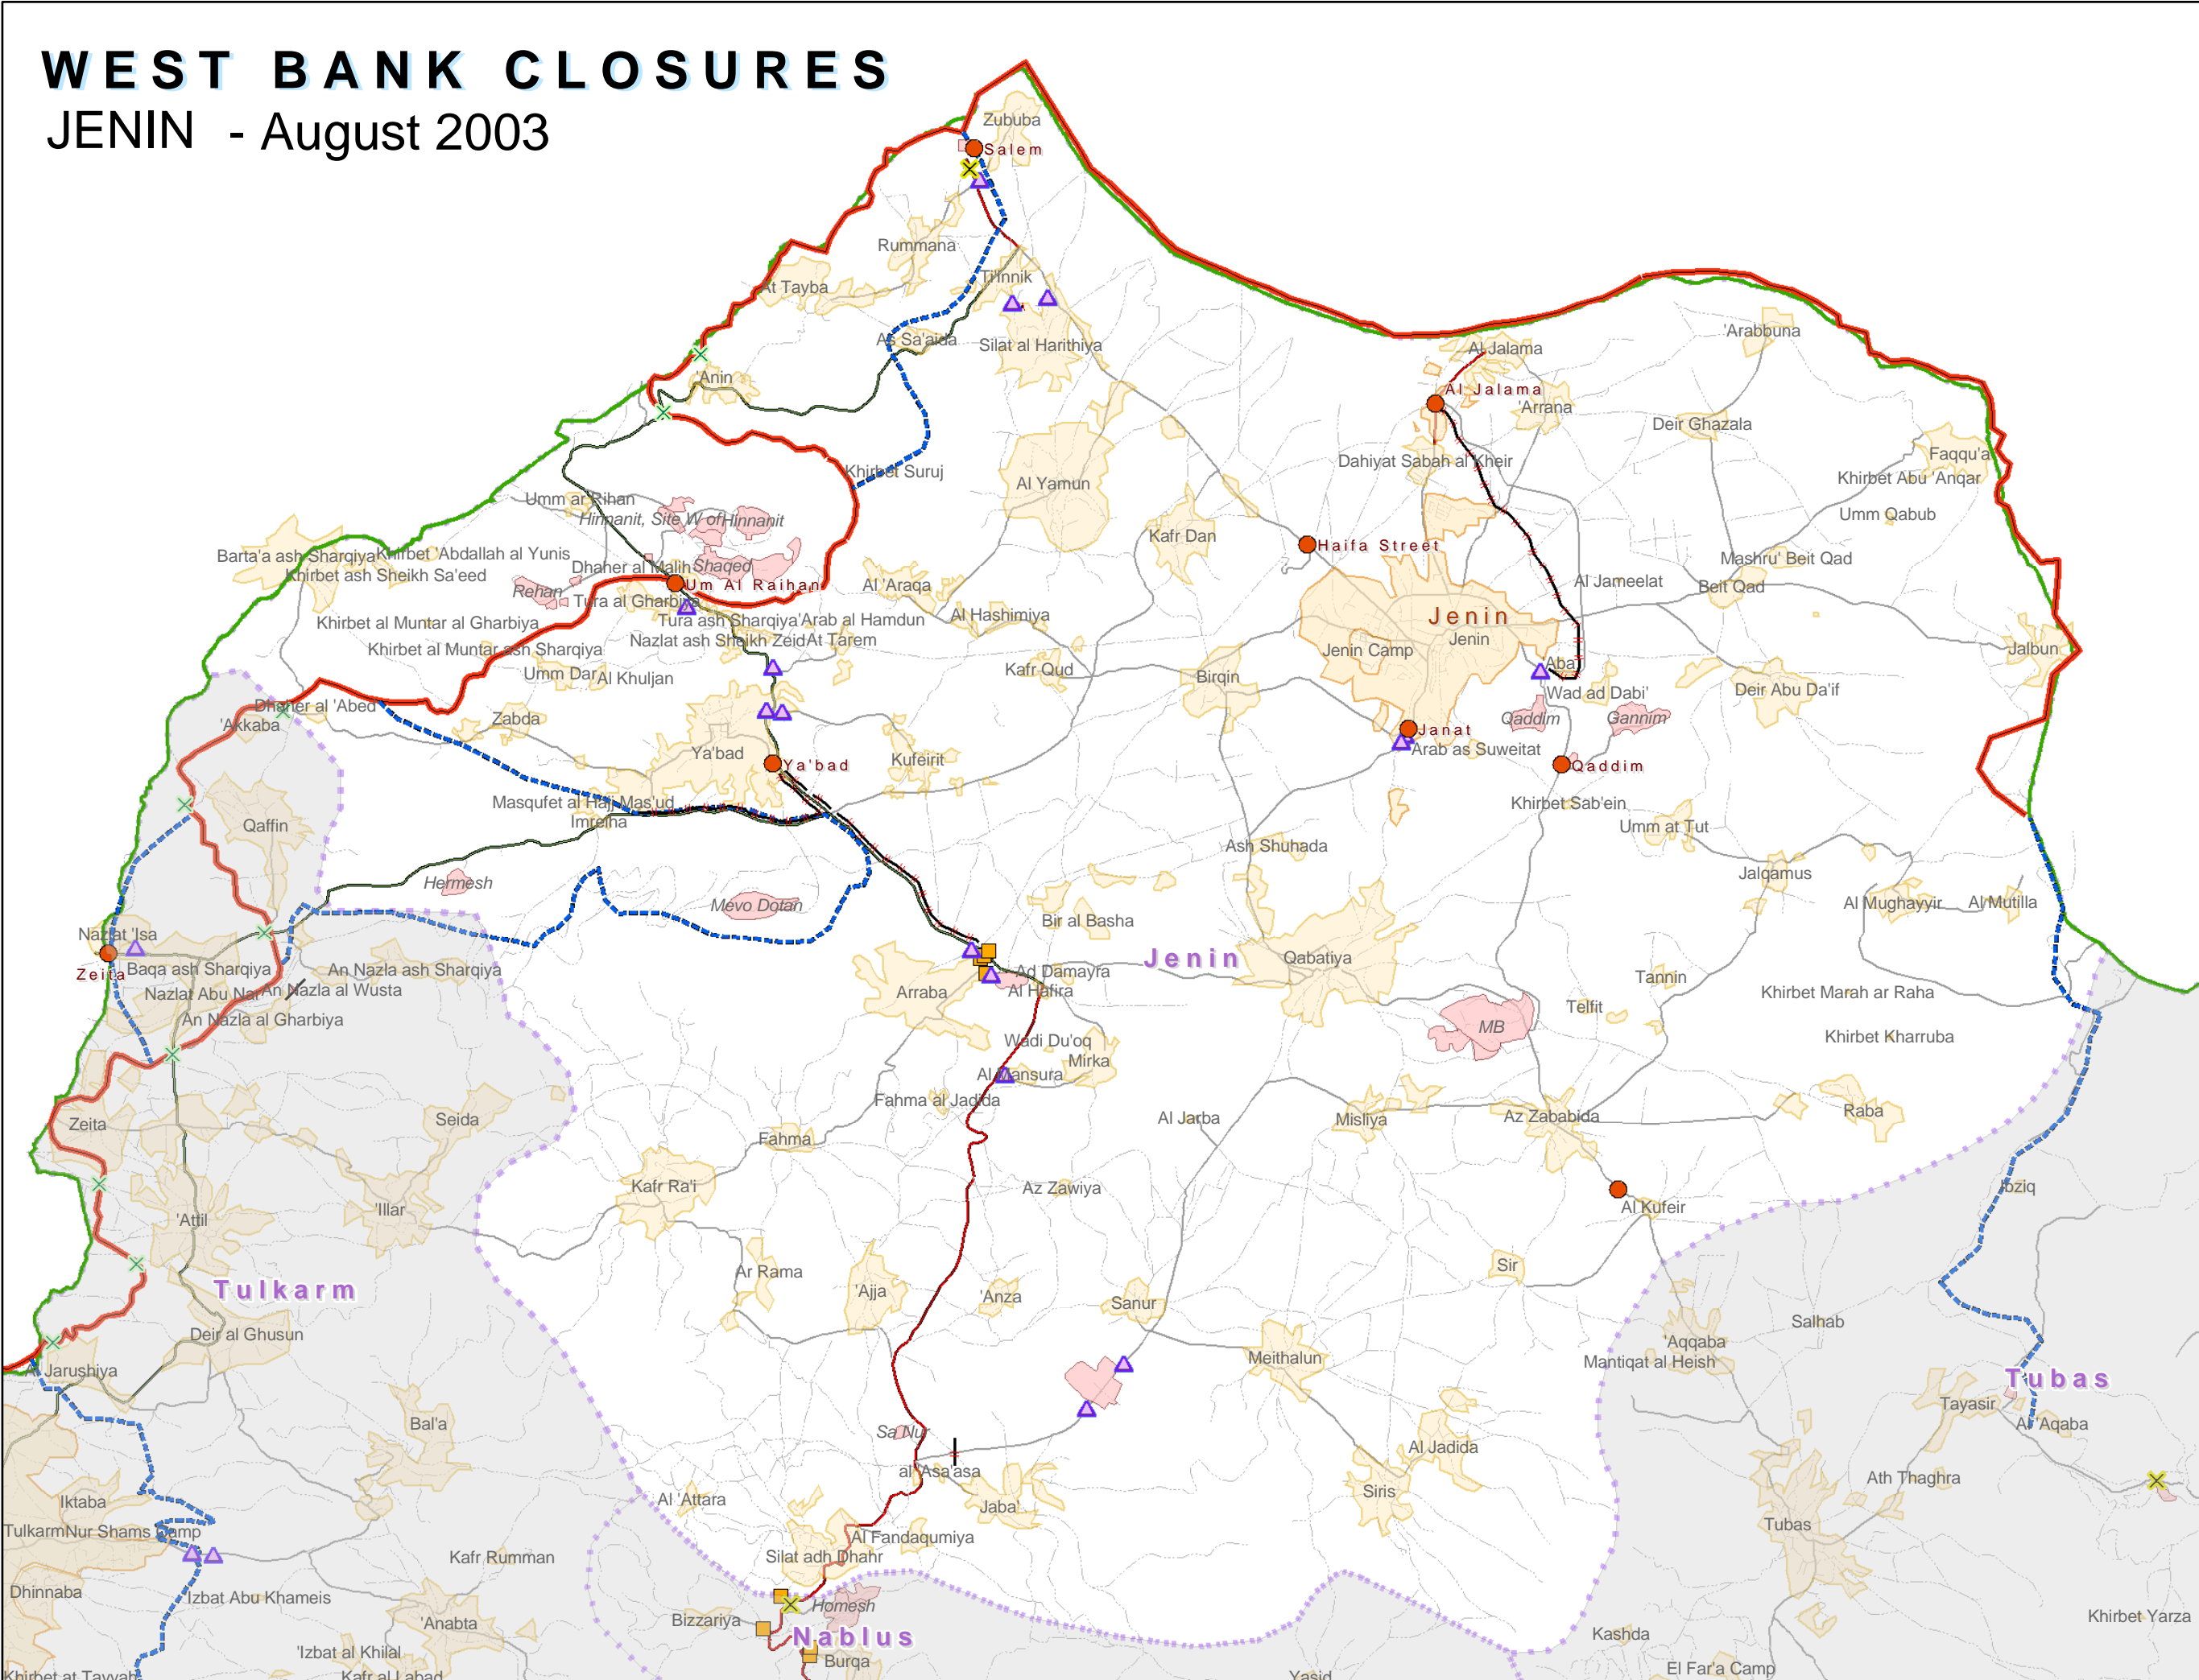 WEST BANK CLOSURES
JENIN - August 2003
Zububa
Salem
Rummana
Ti'innik
At Tayba
As Sa'aida
Silat al Harithiya
'Arabbuna
Al Jalama
'Anin
Al Jalama
'Arrana
Deir Ghazala
Dahiyat Sabah al Kheir
Faqqu'a
Khirbet Suruj
Khirbet Abu 'Anqar
Al Yamun
Umm ar Rihan
Hinnanit, Site W of Hinnanit
Umm Qabub
Kafr Dan
Haifa Street
Barta'a ash Sharqiya
Khirbet 'Abdallah al Yunis
Mashru' Beit Qad
Khirbet ash Sheikh Sa'eed
Dhaher al Malih
Shaqed
Al Jameelat
Beit Qad
Rehan
Um Al Raihan
Al 'Araqa
Tura al Gharbiya
Al Hashimiya
Jenin
Khirbet al Muntar al Gharbiya
Tura ash Sharqiya
'Arab al Hamdun
Nazlat ash Sheikh Zeid
At Tarem
Jenin
Khirbet al Muntar ash Sharqiya
Jenin Camp
Jalbun
Umm Dar
Al Khuljan
Kafr Qud
Birqin
'Aba
Wad ad Dabi'
Deir Abu Da'if
Dhaher al 'Abed
'Akkaba
Zabda
Qaddim
Gannim
Janat
Arab as Suweitat
Ya'bad
Ya'bad
Kufeirit
Qaddim
Masqufet al Hajj Mas'ud
Imreiha
Khirbet Sab'ein
Qaffin
Umm at Tut
Ash Shuhada
Hermesh
Jalqamus
Mevo Dotan
Al Mughayyir
Al Mutilla
Bir al Basha
Nazlat 'Isa
Jenin
Qabatiya
Zeita
Baqa ash Sharqiya
An Nazla ash Sharqiya
Ad Damayra
Tannin
Nazlat Abu Nar
An Nazla al Wusta
Arraba
Al Hafira
Khirbet Marah ar Raha
Telfit
An Nazla al Gharbiya
MB
Wadi Du'oq
Khirbet Kharruba
Mirka
Al Mansura
Fahma al Jadida
Zeita
Seida
Al Jarba
Misliya
Az Zababida
Raba
Fahma
Kafr Ra'i
Az Zawiya
Ibziq
'Illar
'Attil
Al Kufeir
Ar Rama
Sir
Tulkarm
'Ajja
'Anza
Sanur
Salhab
Deir al Ghusun
'Aqqaba
Meithalun
Mantiqat al Heish
Jarushiya
Tubas
Tayasir
Bal'a
Sa Nur
Al 'Aqaba
Al Jadida
al 'Asa'asa
Ath Thaghra
Iktaba
Al 'Attara
Jaba'
Siris
Tulkarm
Nur Shams Camp
Al Fandaqumiya
Tubas
Kafr Rumman
Silat adh Dhahr
Dhinnaba
'Izbat Abu Khameis
Homesh
Bizzariya
'Anabta
Khirbet Yarza
Nablus
Kashda
'Izbat al Khilal
Burqa
El Far'a Camp
Khirbet at Tayyah
Kafr al Labad
Yasid